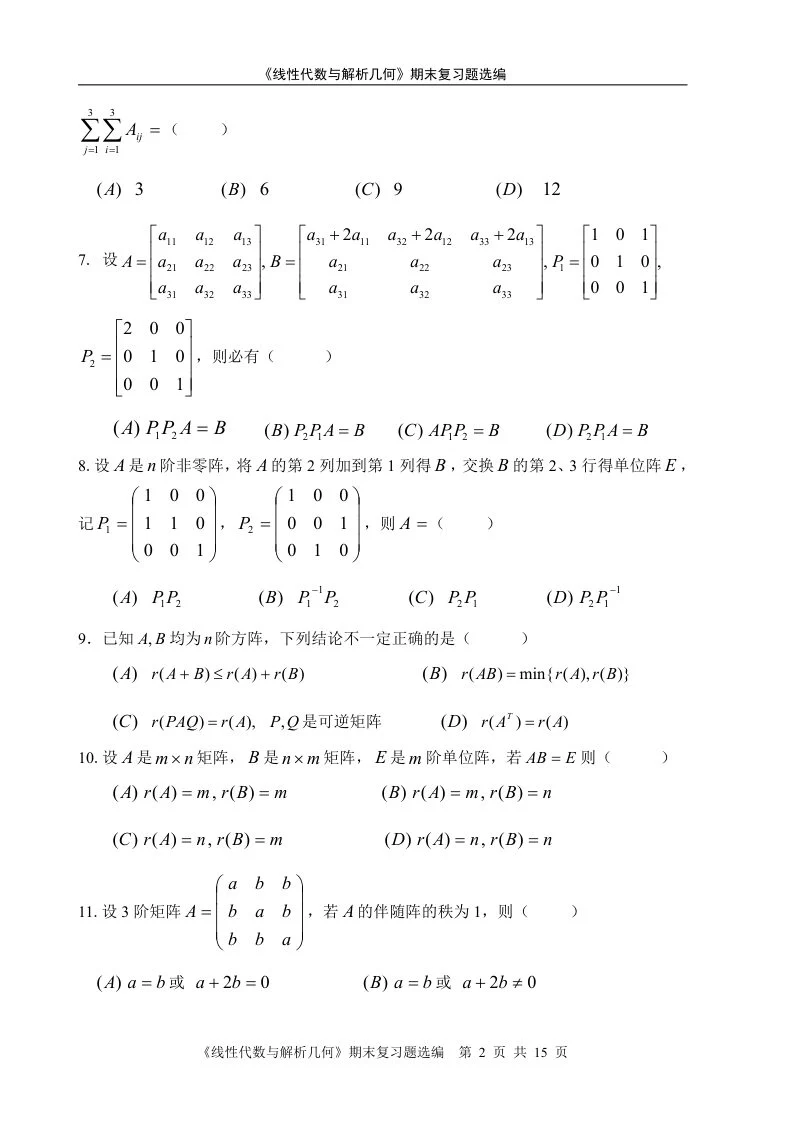 《线性代数与解析几何》期末复习题选编
$\sum_{j=1}^{3}\sum_{i=1}^{3} A_{ij} =$（　　）
(A) 3　(B) 6　(C) 9　(D) 12
7. 设 $A=\begin{bmatrix} a_{11} & a_{12} & a_{13} \\ a_{21} & a_{22} & a_{23} \\ a_{31} & a_{32} & a_{33} \end{bmatrix}, B=\begin{bmatrix} a_{31}+2a_{11} & a_{32}+2a_{12} & a_{33}+2a_{13} \\ a_{21} & a_{22} & a_{23} \\ a_{31} & a_{32} & a_{33} \end{bmatrix}, P_1=\begin{bmatrix} 1 & 0 & 1 \\ 0 & 1 & 0 \\ 0 & 0 & 1 \end{bmatrix},$
$P_2=\begin{bmatrix} 2 & 0 & 0 \\ 0 & 1 & 0 \\ 0 & 0 & 1 \end{bmatrix}$，则必有（　　）
(A) $P_1P_2A=B$　(B) $P_2P_1A=B$　(C) $AP_1P_2=B$　(D) $P_2P_1A=B$
8. 设 $A$ 是 $n$ 阶非零阵，将 $A$ 的第 2 列加到第 1 列得 $B$，交换 $B$ 的第 2、3 行得单位阵 $E$，
记 $P_1=\begin{pmatrix} 1 & 0 & 0 \\ 1 & 1 & 0 \\ 0 & 0 & 1 \end{pmatrix}$，$P_2=\begin{pmatrix} 1 & 0 & 0 \\ 0 & 0 & 1 \\ 0 & 1 & 0 \end{pmatrix}$，则 $A=$（　　）
(A) $P_1P_2$　(B) $P_1^{-1}P_2$　(C) $P_2P_1$　(D) $P_2P_1^{-1}$
9．已知 $A,B$ 均为 $n$ 阶方阵，下列结论不一定正确的是（　　）
(A) $r(A+B)\le r(A)+r(B)$　(B) $r(AB)=\min\{r(A),r(B)\}$
(C) $r(PAQ)=r(A),\ P,Q$ 是可逆矩阵　(D) $r(A^T)=r(A)$
10. 设 $A$ 是 $m\times n$ 矩阵，$B$ 是 $n\times m$ 矩阵，$E$ 是 $m$ 阶单位阵，若 $AB=E$ 则（　　）
(A) $r(A)=m, r(B)=m$　(B) $r(A)=m, r(B)=n$
(C) $r(A)=n, r(B)=m$　(D) $r(A)=n, r(B)=n$
11. 设 3 阶矩阵 $A=\begin{pmatrix} a & b & b \\ b & a & b \\ b & b & a \end{pmatrix}$，若 $A$ 的伴随阵的秩为 1，则（　　）
(A) $a=b$ 或 $a+2b=0$　(B) $a=b$ 或 $a+2b\ne 0$
《线性代数与解析几何》期末复习题选编　第 2 页 共 15 页